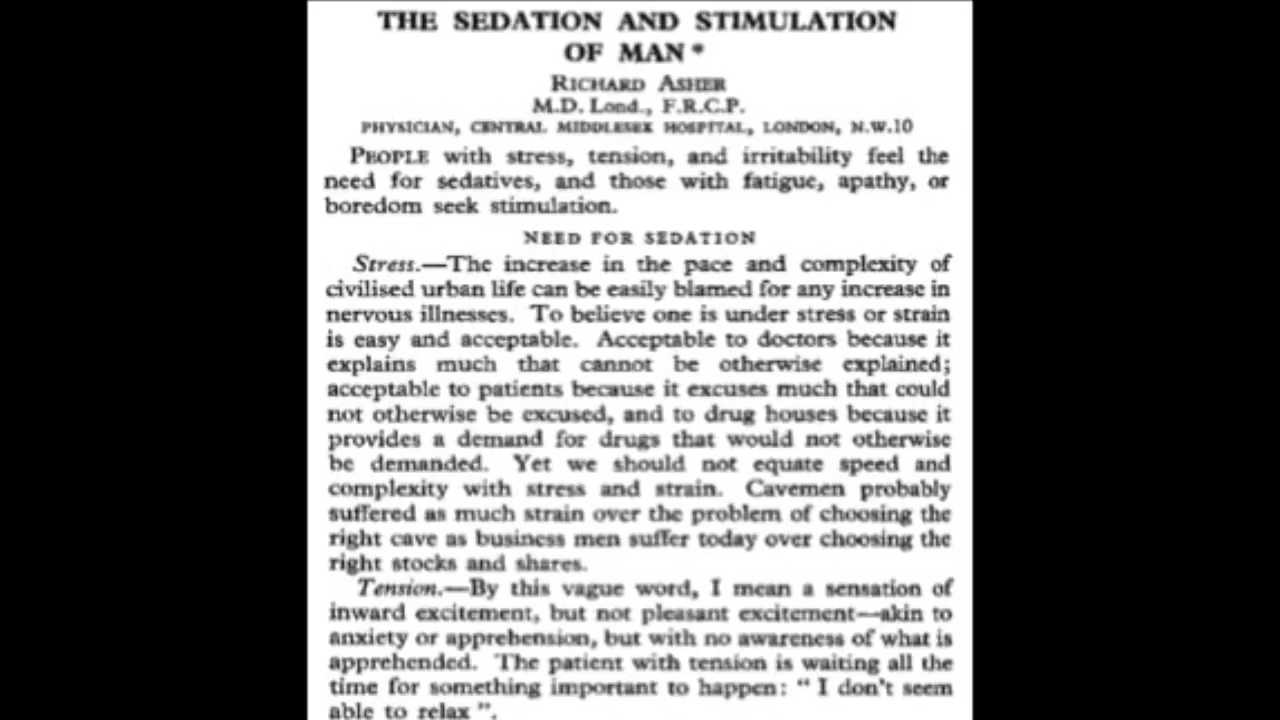 THE SEDATION AND STIMULATION
OF MAN *
RICHARD ASHER
M.D. Lond., F.R.C.P.
PHYSICIAN, CENTRAL MIDDLESEX HOSPITAL, LONDON, N.W.10
PEOPLE with stress, tension, and irritability feel the
need for sedatives, and those with fatigue, apathy, or
boredom seek stimulation.
NEED FOR SEDATION
Stress.—The increase in the pace and complexity of
civilised urban life can be easily blamed for any increase in
nervous illnesses. To believe one is under stress or strain
is easy and acceptable. Acceptable to doctors because it
explains much that cannot be otherwise explained;
acceptable to patients because it excuses much that could
not otherwise be excused, and to drug houses because it
provides a demand for drugs that would not otherwise
be demanded. Yet we should not equate speed and
complexity with stress and strain. Cavemen probably
suffered as much strain over the problem of choosing the
right cave as business men suffer today over choosing the
right stocks and shares.
Tension.—By this vague word, I mean a sensation of
inward excitement, but not pleasant excitement—akin to
anxiety or apprehension, but with no awareness of what is
apprehended. The patient with tension is waiting all the
time for something important to happen: “ I don't seem
able to relax ”.